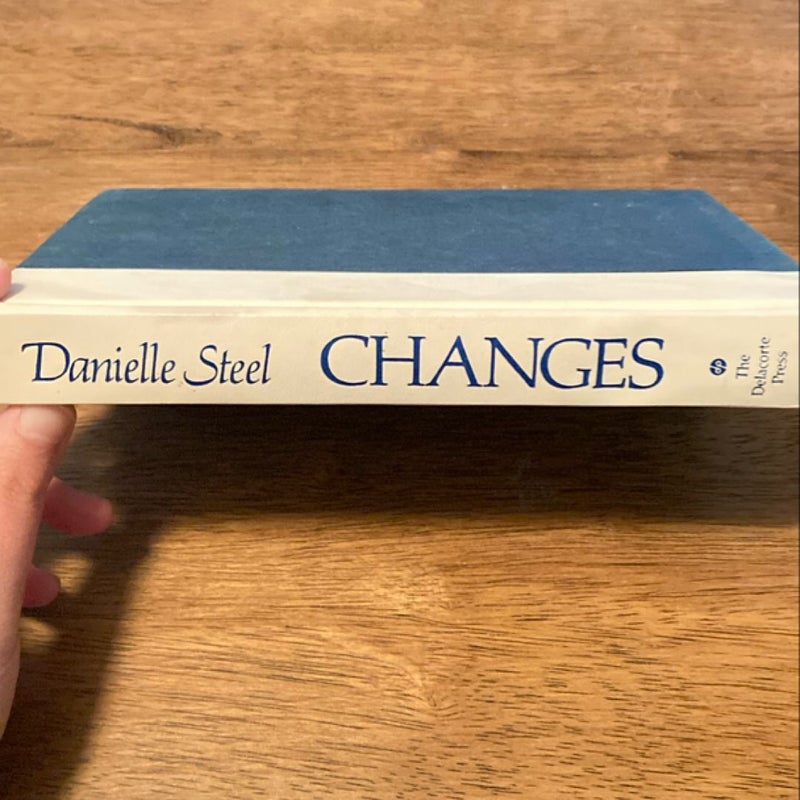 Danielle Steel CHANGES
The
Delacorte
Press